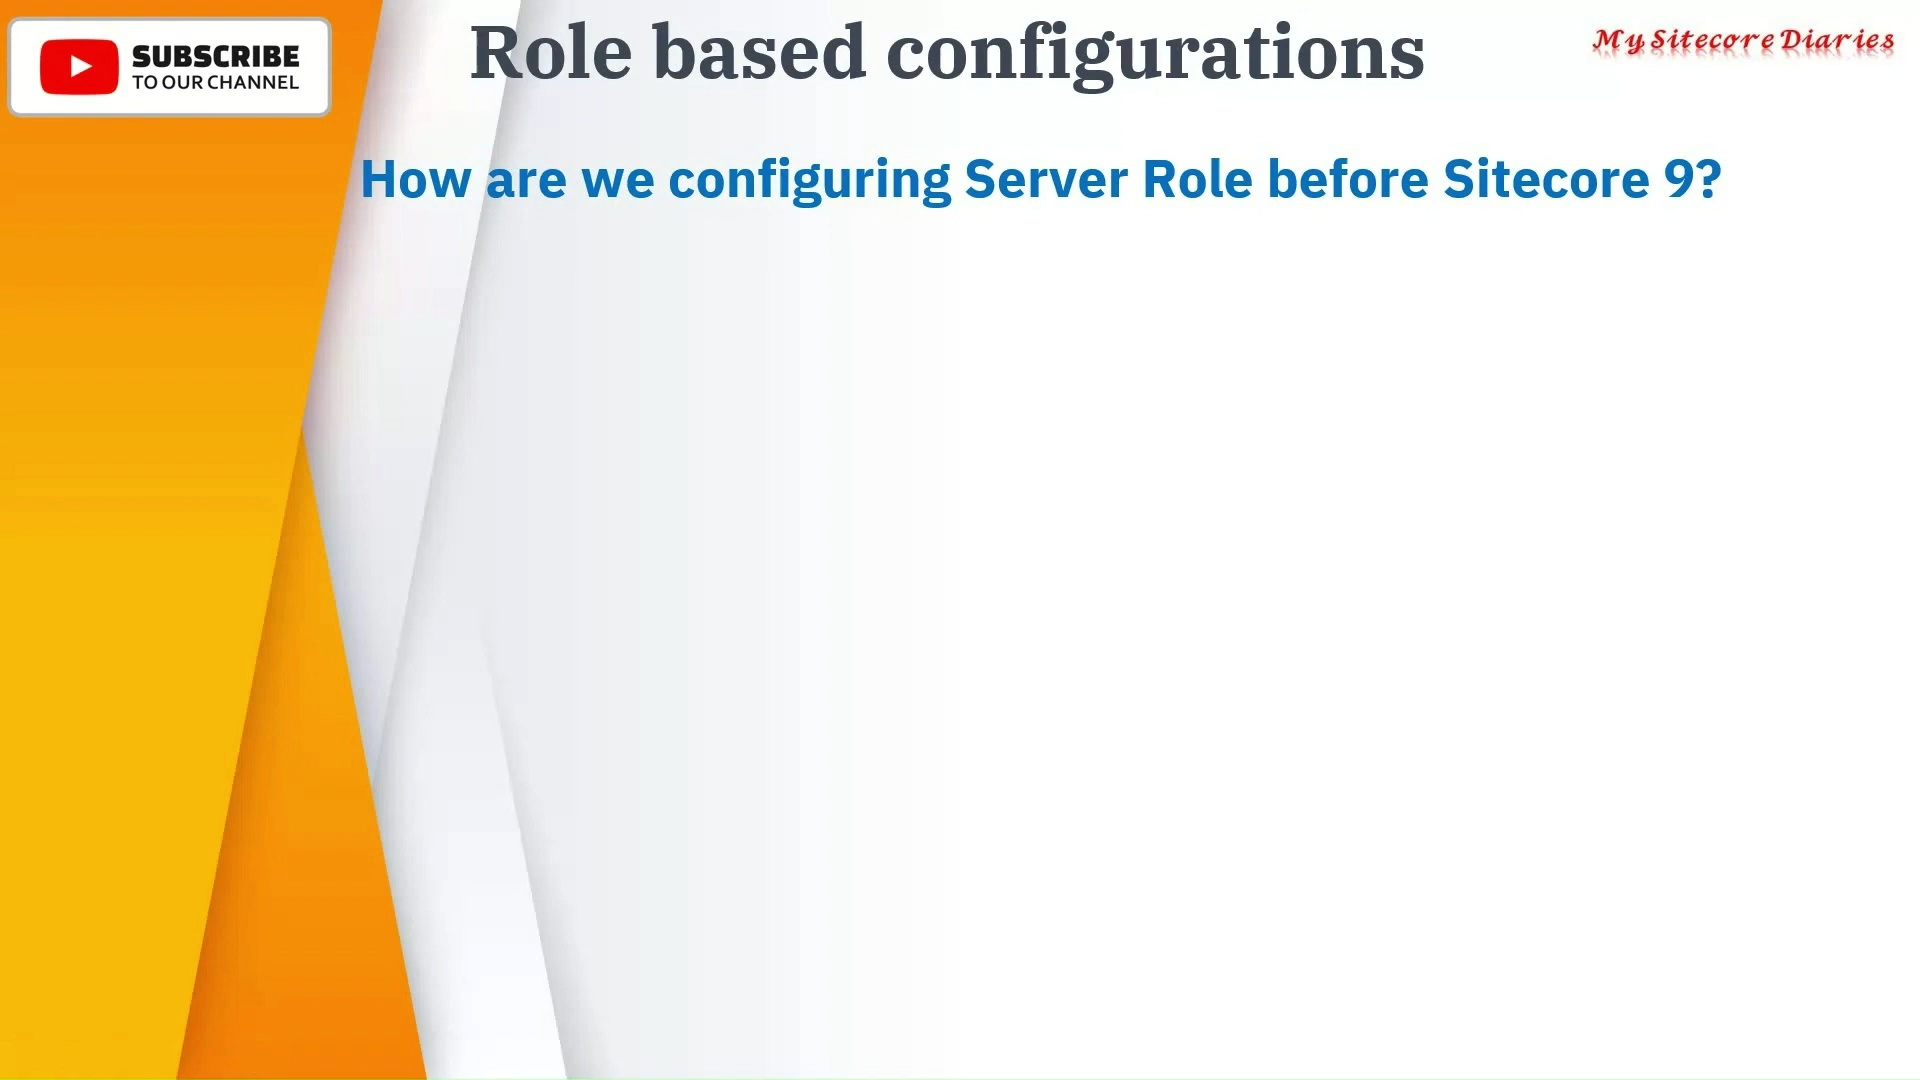 SUBSCRIBE
TO OUR CHANNEL
Role based configurations
My Sitecore Diaries
How are we configuring Server Role before Sitecore 9?